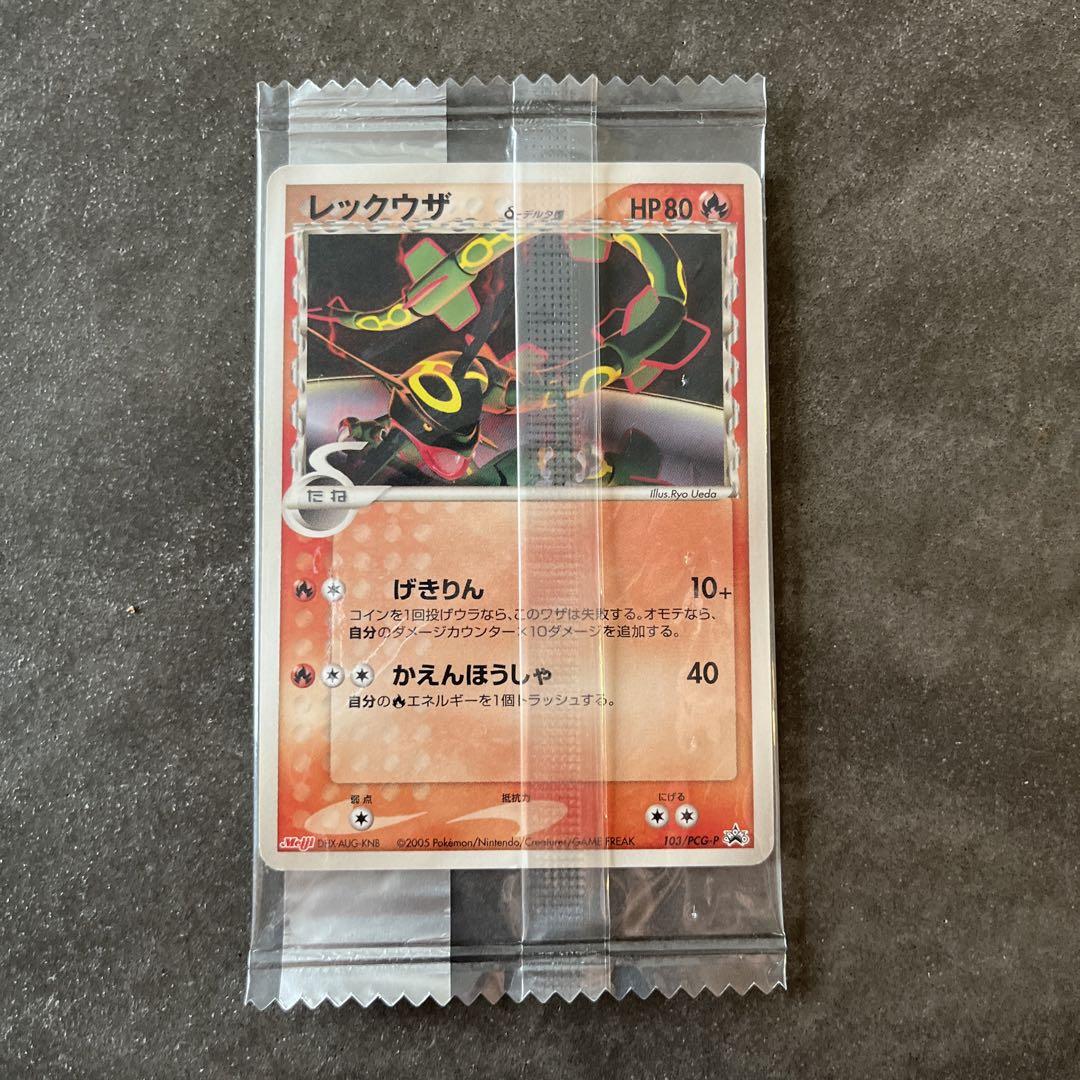 レックウザ δ-デルタ種 HP80
δ
たね
Illus.Ryo Ueda
げきりん 10+
コインを1回投げウラなら、このワザは失敗する。オモテなら、
自分のダメージカウンター×10ダメージを追加する。
かえんほうしゃ 40
自分の エネルギーを1個トラッシュする。
弱点 抵抗力 にげる
Meiji DHX-AUG-KNB ©2005 Pokémon/Nintendo/Creatures/GAME FREAK 103/PCG-P